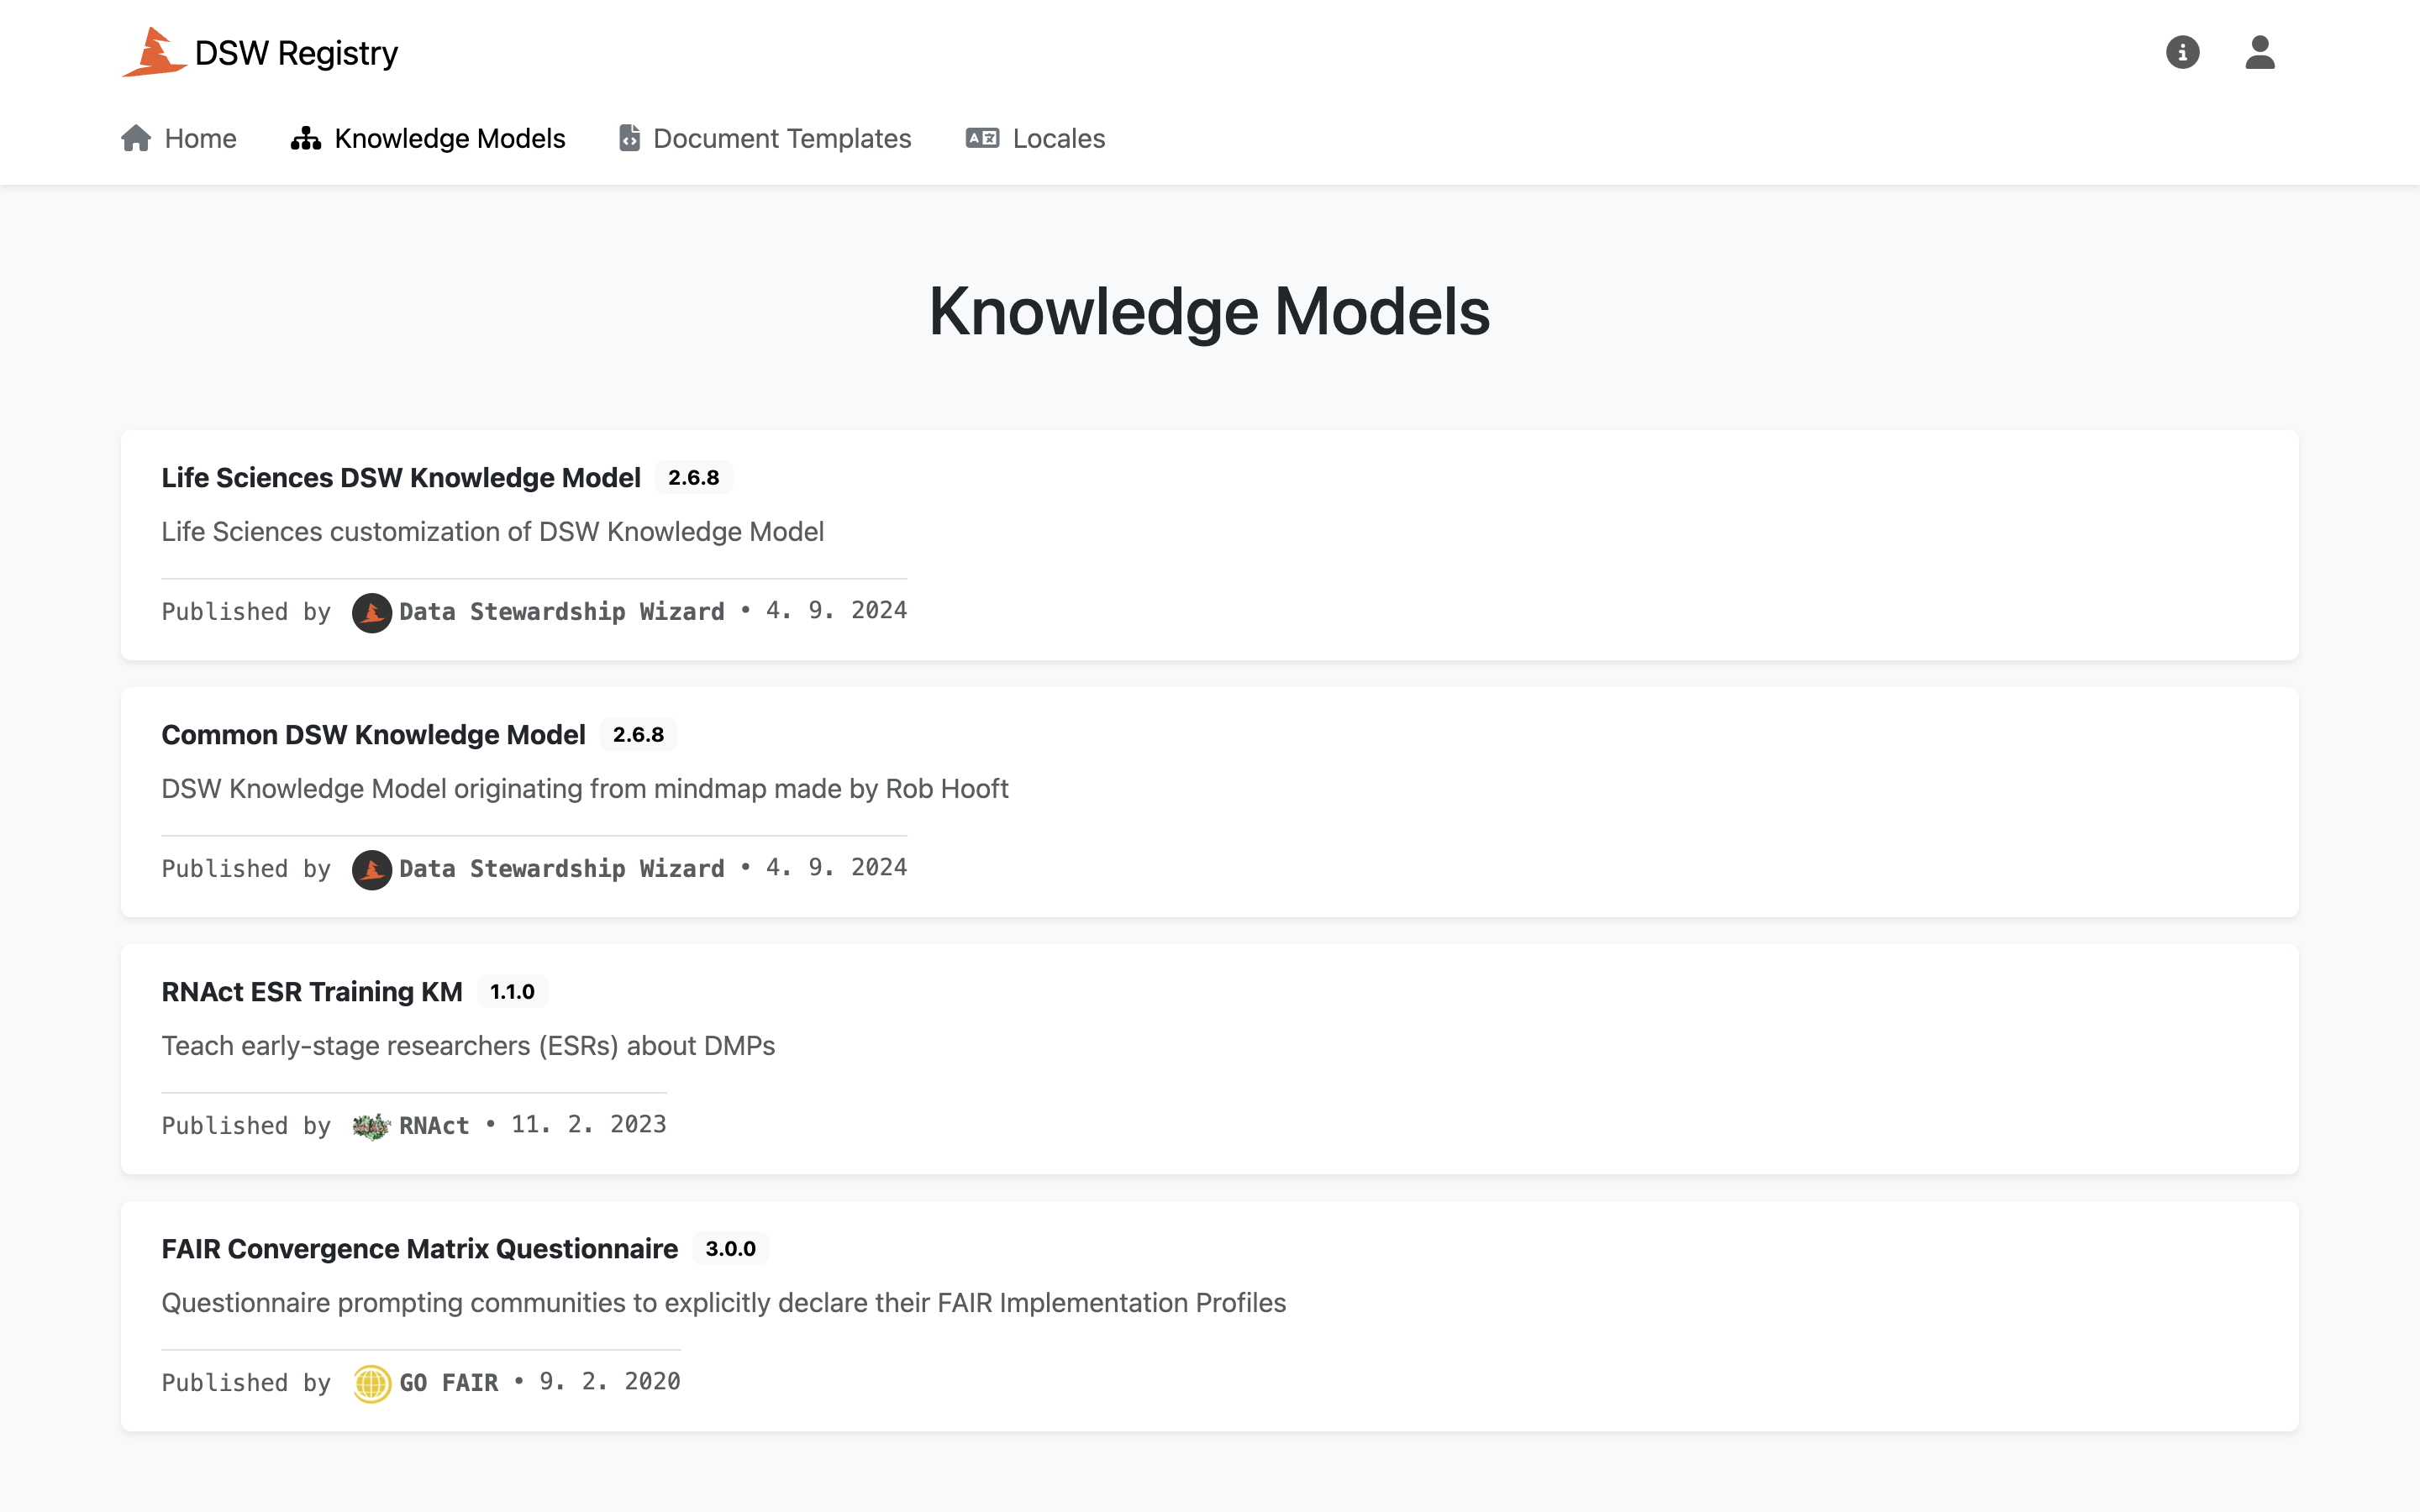 DSW Registry
Home Knowledge Models Document Templates Locales
Knowledge Models
Life Sciences DSW Knowledge Model 2.6.8
Life Sciences customization of DSW Knowledge Model
Published by Data Stewardship Wizard • 4. 9. 2024
Common DSW Knowledge Model 2.6.8
DSW Knowledge Model originating from mindmap made by Rob Hooft
Published by Data Stewardship Wizard • 4. 9. 2024
RNAct ESR Training KM 1.1.0
Teach early-stage researchers (ESRs) about DMPs
Published by RNAct • 11. 2. 2023
FAIR Convergence Matrix Questionnaire 3.0.0
Questionnaire prompting communities to explicitly declare their FAIR Implementation Profiles
Published by GO FAIR • 9. 2. 2020